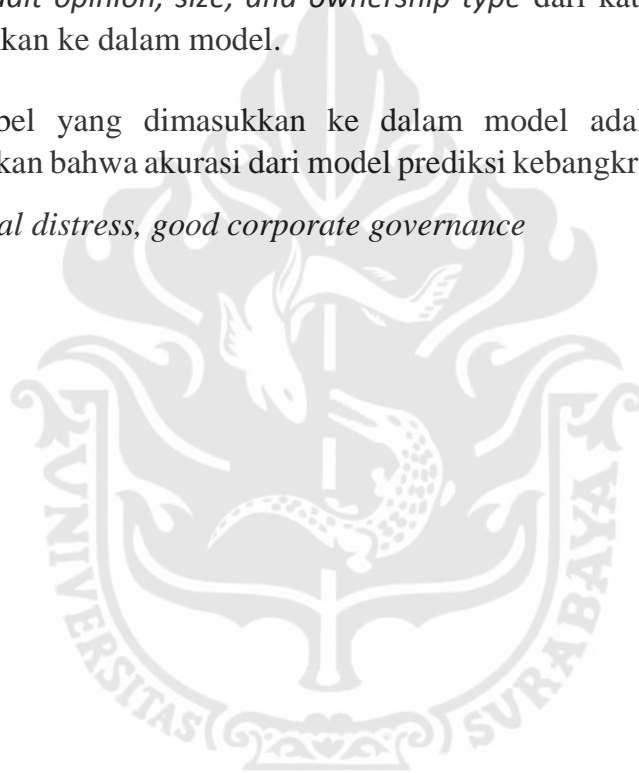 audit opinion, size, and ownership type dari kat
kan ke dalam model.
bel yang dimasukkan ke dalam model ada
kan bahwa akurasi dari model prediksi kebangkr
al distress, good corporate governance
UNIVERSITAS SURABAYA